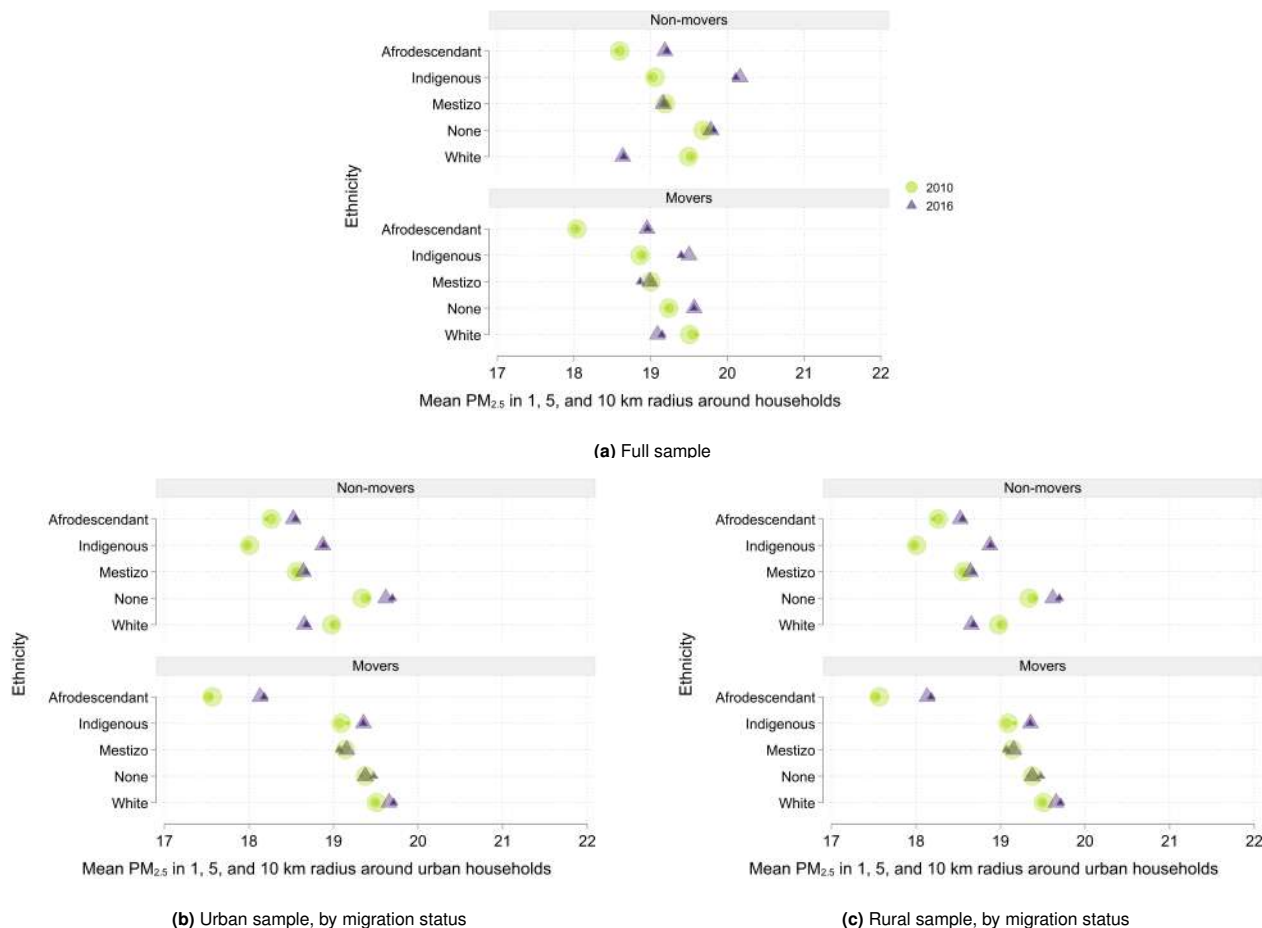 Non-movers
Afrodescendant
Indigenous
Mestizo
None
White
Movers
Afrodescendant
Indigenous
Mestizo
None
White
Ethnicity
17 18 19 20 21 22
Mean PM2.5 in 1, 5, and 10 km radius around households
2010
2016
(a) Full sample
Non-movers
Afrodescendant
Indigenous
Mestizo
None
White
Movers
Afrodescendant
Indigenous
Mestizo
None
White
Ethnicity
17 18 19 20 21 22
Mean PM2.5 in 1, 5, and 10 km radius around urban households
(b) Urban sample, by migration status
Non-movers
Afrodescendant
Indigenous
Mestizo
None
White
Movers
Afrodescendant
Indigenous
Mestizo
None
White
Ethnicity
17 18 19 20 21 22
Mean PM2.5 in 1, 5, and 10 km radius around urban households
(c) Rural sample, by migration status